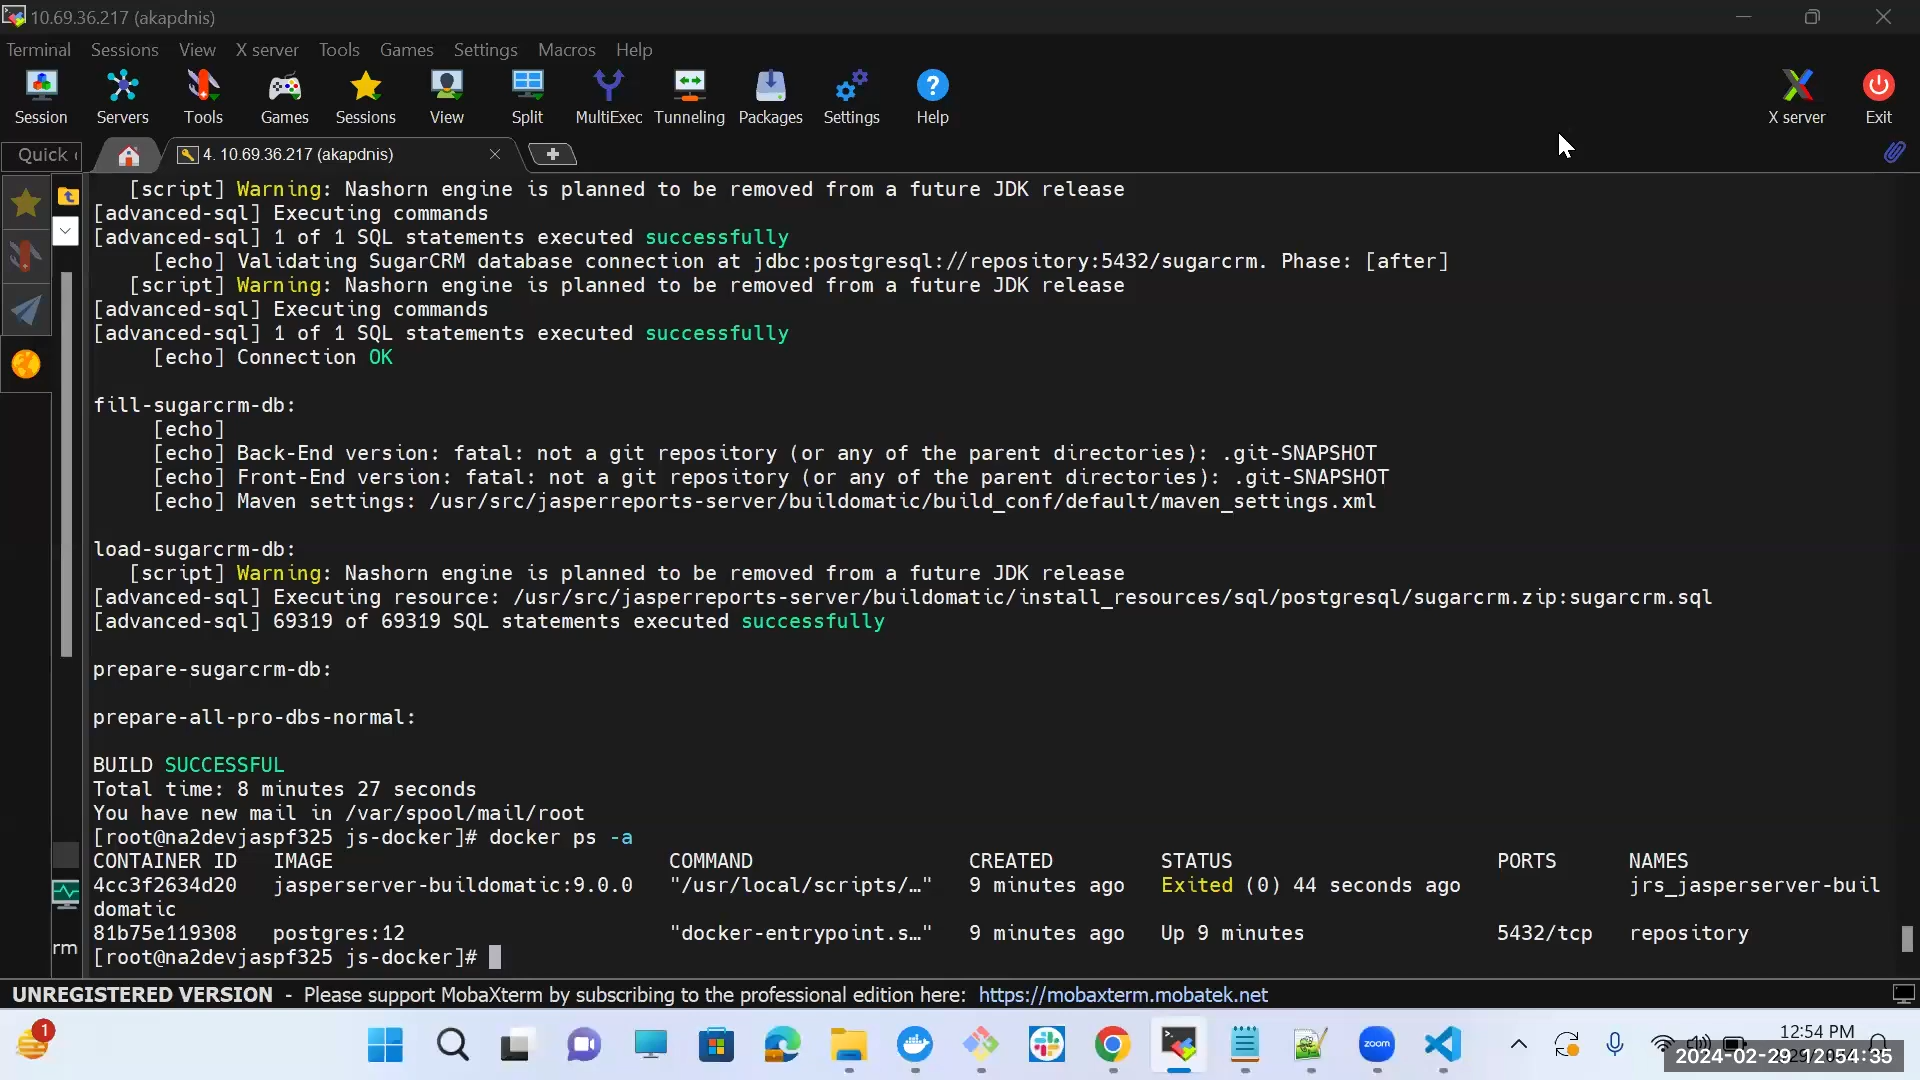 10.69.36.217 (akapdnis)
Terminal Sessions View X server Tools Games Settings Macros Help
Session Servers Tools Games Sessions View Split MultiExec Tunneling Packages Settings Help X server Exit
Quick 4. 10.69.36.217 (akapdnis)
[script] Warning: Nashorn engine is planned to be removed from a future JDK release
[advanced-sql] Executing commands
[advanced-sql] 1 of 1 SQL statements executed successfully
[echo] Validating SugarCRM database connection at jdbc:postgresql://repository:5432/sugarcrm. Phase: [after]
[script] Warning: Nashorn engine is planned to be removed from a future JDK release
[advanced-sql] Executing commands
[advanced-sql] 1 of 1 SQL statements executed successfully
[echo] Connection OK
fill-sugarcrm-db:
[echo]
[echo] Back-End version: fatal: not a git repository (or any of the parent directories): .git-SNAPSHOT
[echo] Front-End version: fatal: not a git repository (or any of the parent directories): .git-SNAPSHOT
[echo] Maven settings: /usr/src/jasperreports-server/buildomatic/build_conf/default/maven_settings.xml
load-sugarcrm-db:
[script] Warning: Nashorn engine is planned to be removed from a future JDK release
[advanced-sql] Executing resource: /usr/src/jasperreports-server/buildomatic/install_resources/sql/postgresql/sugarcrm.zip:sugarcrm.sql
[advanced-sql] 69319 of 69319 SQL statements executed successfully
prepare-sugarcrm-db:
prepare-all-pro-dbs-normal:
BUILD SUCCESSFUL
Total time: 8 minutes 27 seconds
You have new mail in /var/spool/mail/root
[root@na2devjaspf325 js-docker]# docker ps -a
CONTAINER ID IMAGE COMMAND CREATED STATUS PORTS NAMES
4cc3f2634d20 jasperserver-buildomatic:9.0.0 "/usr/local/scripts/…" 9 minutes ago Exited (0) 44 seconds ago jrs_jasperserver-buil
domatic
81b75e119308 postgres:12 "docker-entrypoint.s…" 9 minutes ago Up 9 minutes 5432/tcp repository
rm
[root@na2devjaspf325 js-docker]#
UNREGISTERED VERSION - Please support MobaXterm by subscribing to the professional edition here: https://mobaxterm.mobatek.net
1 zoom 12:54 PM
2024-02-29 12:54:35